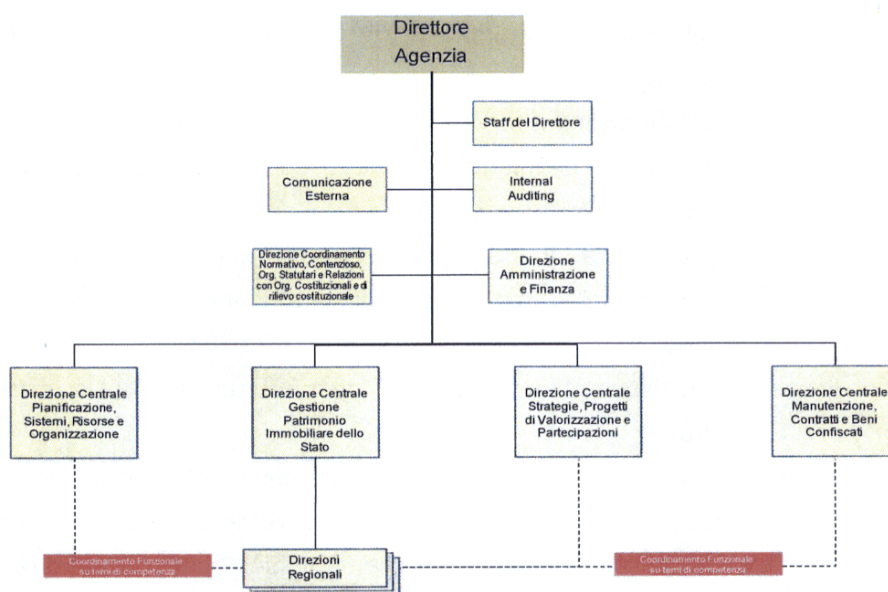 Direttore
Agenzia
Staff del Direttore
Comunicazione
Esterna
Internal
Auditing
Direzione Coordinamento
Normativo, Contenzioso,
Org. Statutari e Relazioni
con Org. Costituzionali e di
rilievo costituzionale
Direzione
Amministrazione
e Finanza
Direzione Centrale
Pianificazione,
Sistemi, Risorse e
Organizzazione
Direzione Centrale
Gestione
Patrimonio
Immobiliare dello
Stato
Direzione Centrale
Strategie, Progetti
di Valorizzazione e
Partecipazioni
Direzione Centrale
Manutenzione,
Contratti e Beni
Confiscati
Coordinamento Funzionale
su temi di competenza
Direzioni
Regionali
Coordinamento Funzionale
su temi di competenza